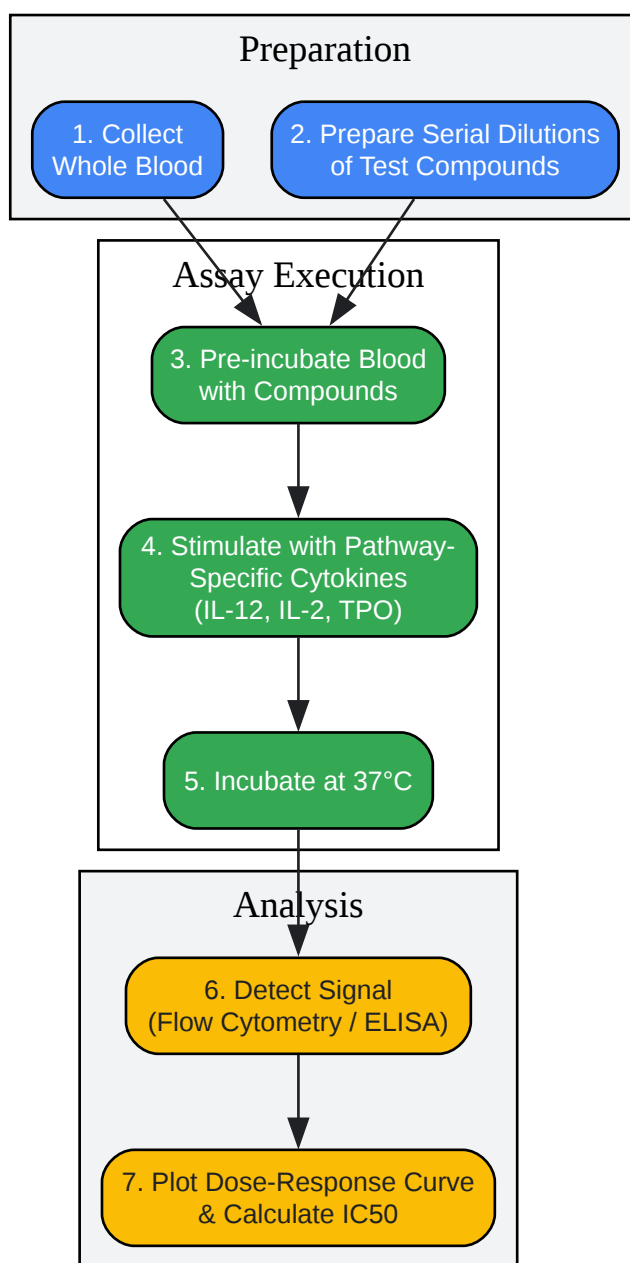 Preparation
1. Collect
Whole Blood
2. Prepare Serial Dilutions
of Test Compounds
Assay Execution
3. Pre-incubate Blood
with Compounds
4. Stimulate with Pathway-
Specific Cytokines
(IL-12, IL-2, TPO)
5. Incubate at 37°C
Analysis
6. Detect Signal
(Flow Cytometry / ELISA)
7. Plot Dose-Response Curve
& Calculate IC50